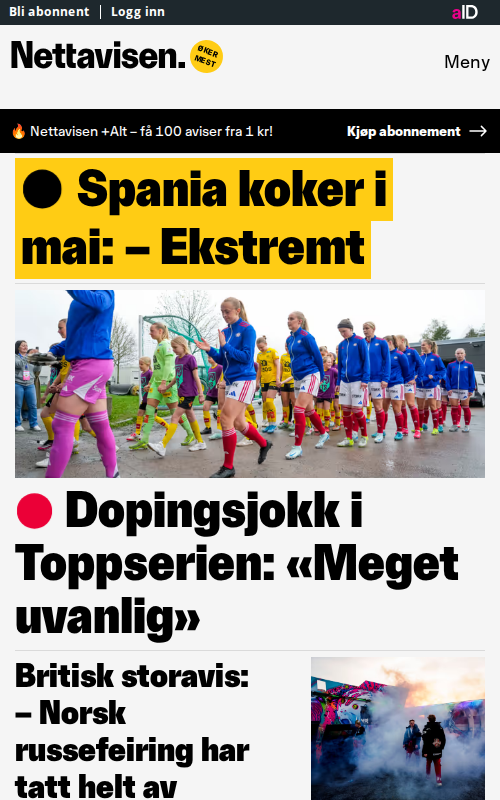 Bli abonnent
Logg inn
aID
Nettavisen.
ØKER
MEST
Meny
🔥 Nettavisen +Alt – få 100 aviser fra 1 kr!
Kjøp abonnement →
Spania koker i
mai: – Ekstremt
Dopingsjokk i
Toppserien: «Meget
uvanlig»
Britisk storavis:
– Norsk
russefeiring har
tatt helt av